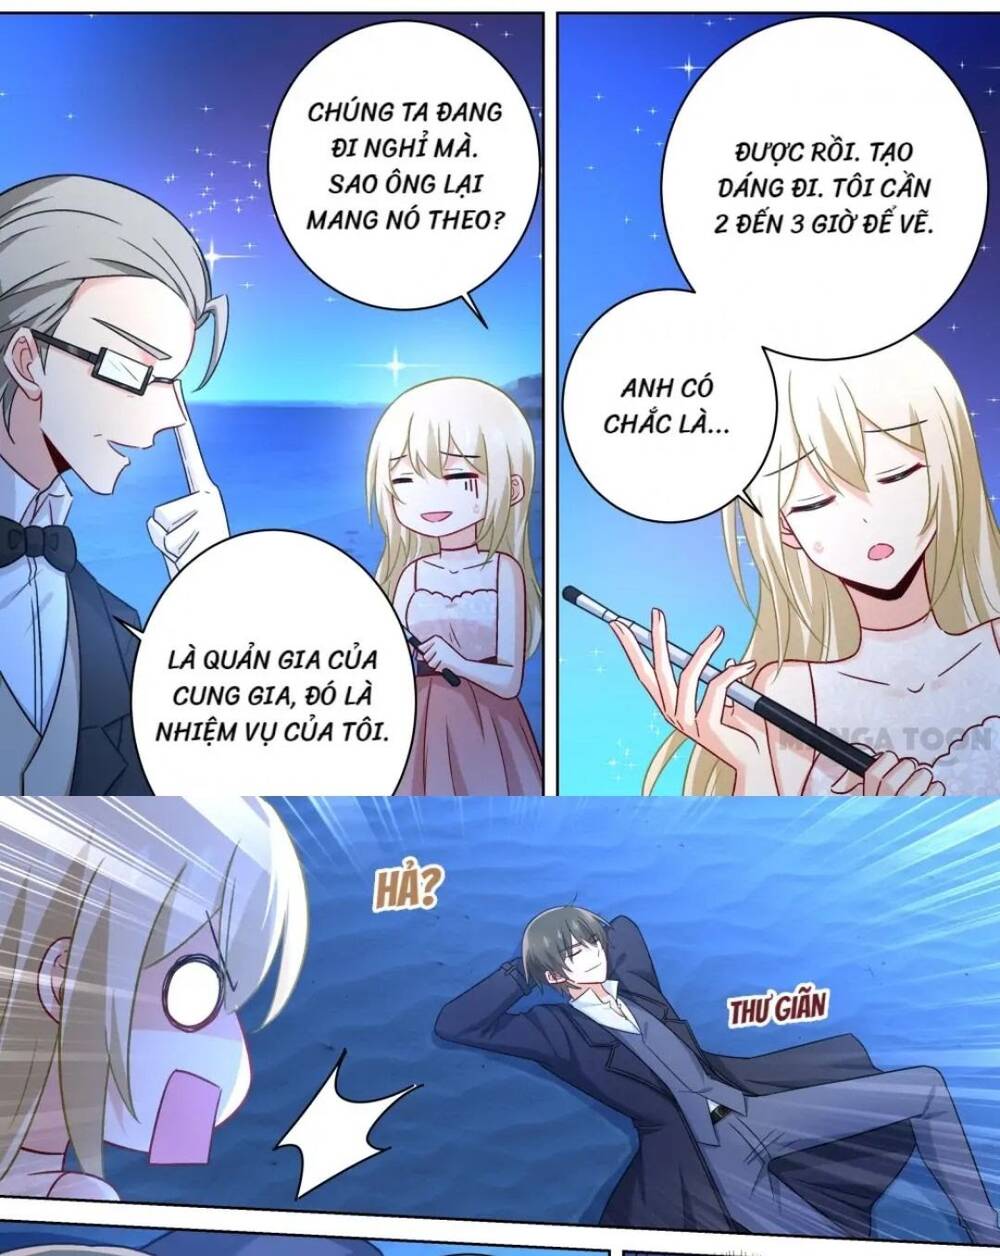 CHÚNG TA ĐANG
ĐI NGHỈ MÀ.
SAO ÔNG LẠI
MANG NÓ THEO?
LÀ QUẢN GIA CỦA
CUNG GIA, ĐÓ LÀ
NHIỆM VỤ CỦA TÔI.
ĐƯỢC RỒI. TẠO
DÁNG ĐI. TÔI CẦN
2 ĐẾN 3 GIỜ ĐỂ VẼ.
ANH CÓ
CHẮC LÀ...
MANGA TOON
HẢ?
THƯ GIÃN